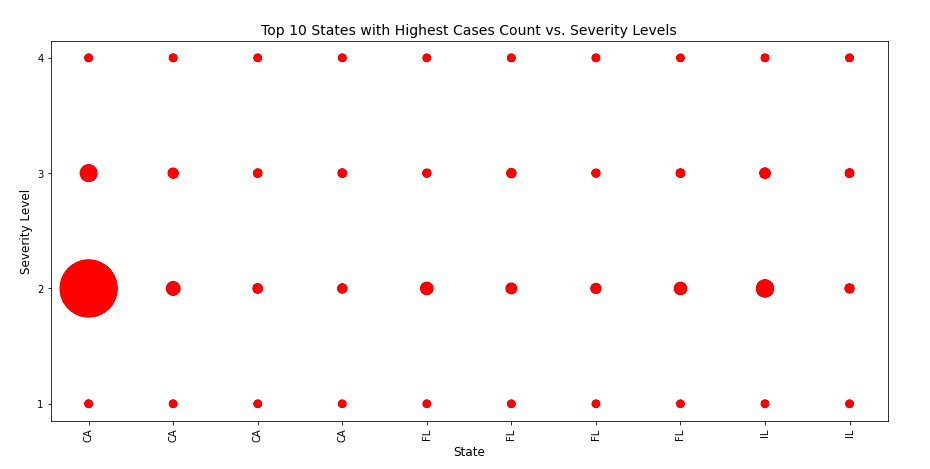 Top 10 States with Highest Cases Count vs. Severity Levels
4
3
2
1
Severity Level
CA
CA
CA
CA
FL
FL
FL
FL
IL
IL
State